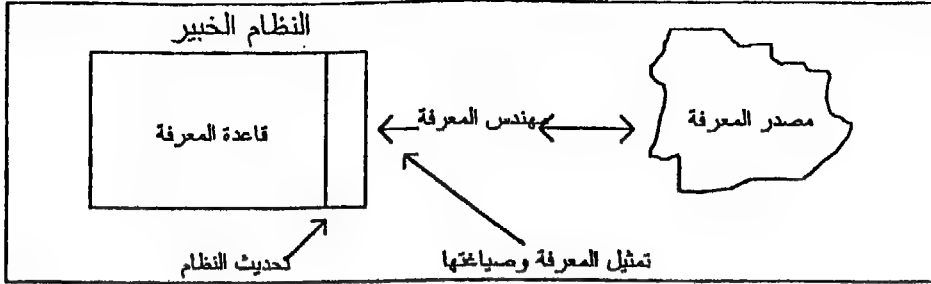 النظام الخبير
مصدر المعرفة
مهندس المعرفة
قاعدة المعرفة
تمثيل المعرفة وصياغتها
تحديث النظام